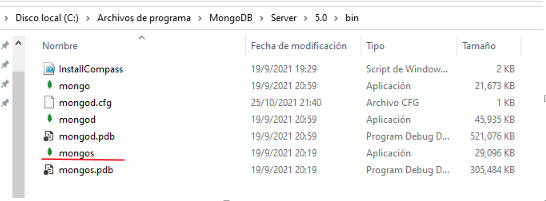 Disco local (C:) > Archivos de programa > MongoDB > Server > 5.0 > bin
Nombre Fecha de modificación Tipo Tamaño
InstallCompass 19/9/2021 19:29 Script de Window... 2 KB
mongo 19/9/2021 20:59 Aplicación 21,673 KB
mongod.cfg 25/10/2021 21:40 Archivo CFG 1 KB
mongod 19/9/2021 20:59 Aplicación 45,935 KB
mongod.pdb 19/9/2021 20:59 Program Debug D... 521,076 KB
mongos 19/9/2021 20:19 Aplicación 29,096 KB
mongos.pdb 19/9/2021 20:19 Program Debug D... 305,484 KB